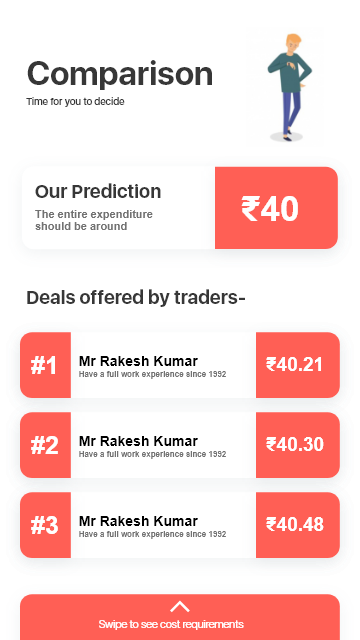 Comparison
Time for you to decide
Our Prediction
The entire expenditure
should be around
₹40
Deals offered by traders-
#1
Mr Rakesh Kumar
Have a full work experience since 1992
₹40.21
#2
Mr Rakesh Kumar
Have a full work experience since 1992
₹40.30
#3
Mr Rakesh Kumar
Have a full work experience since 1992
₹40.48
Swipe to see cost requirements